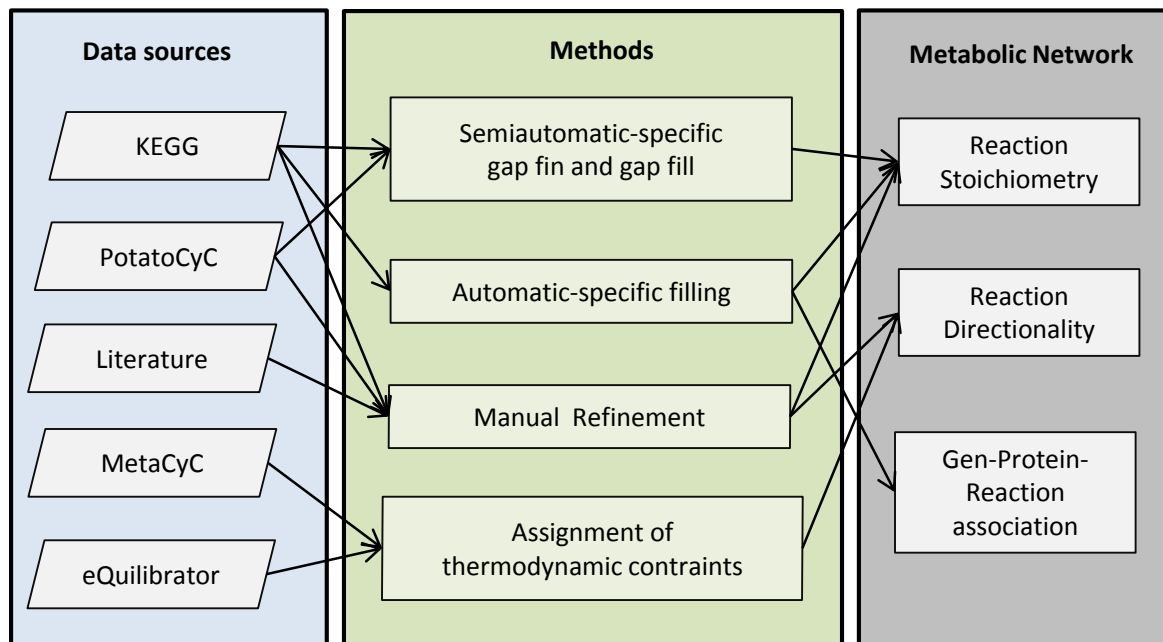 Data sources
KEGG
PotatoCyC
Literature
MetaCyC
eQuilibrator
Methods
Semiautomatic-specific
gap fin and gap fill
Automatic-specific filling
Manual Refinement
Assignment of
thermodynamic contraints
Metabolic Network
Reaction
Stoichiometry
Reaction
Directionality
Gen-Protein-
Reaction
association